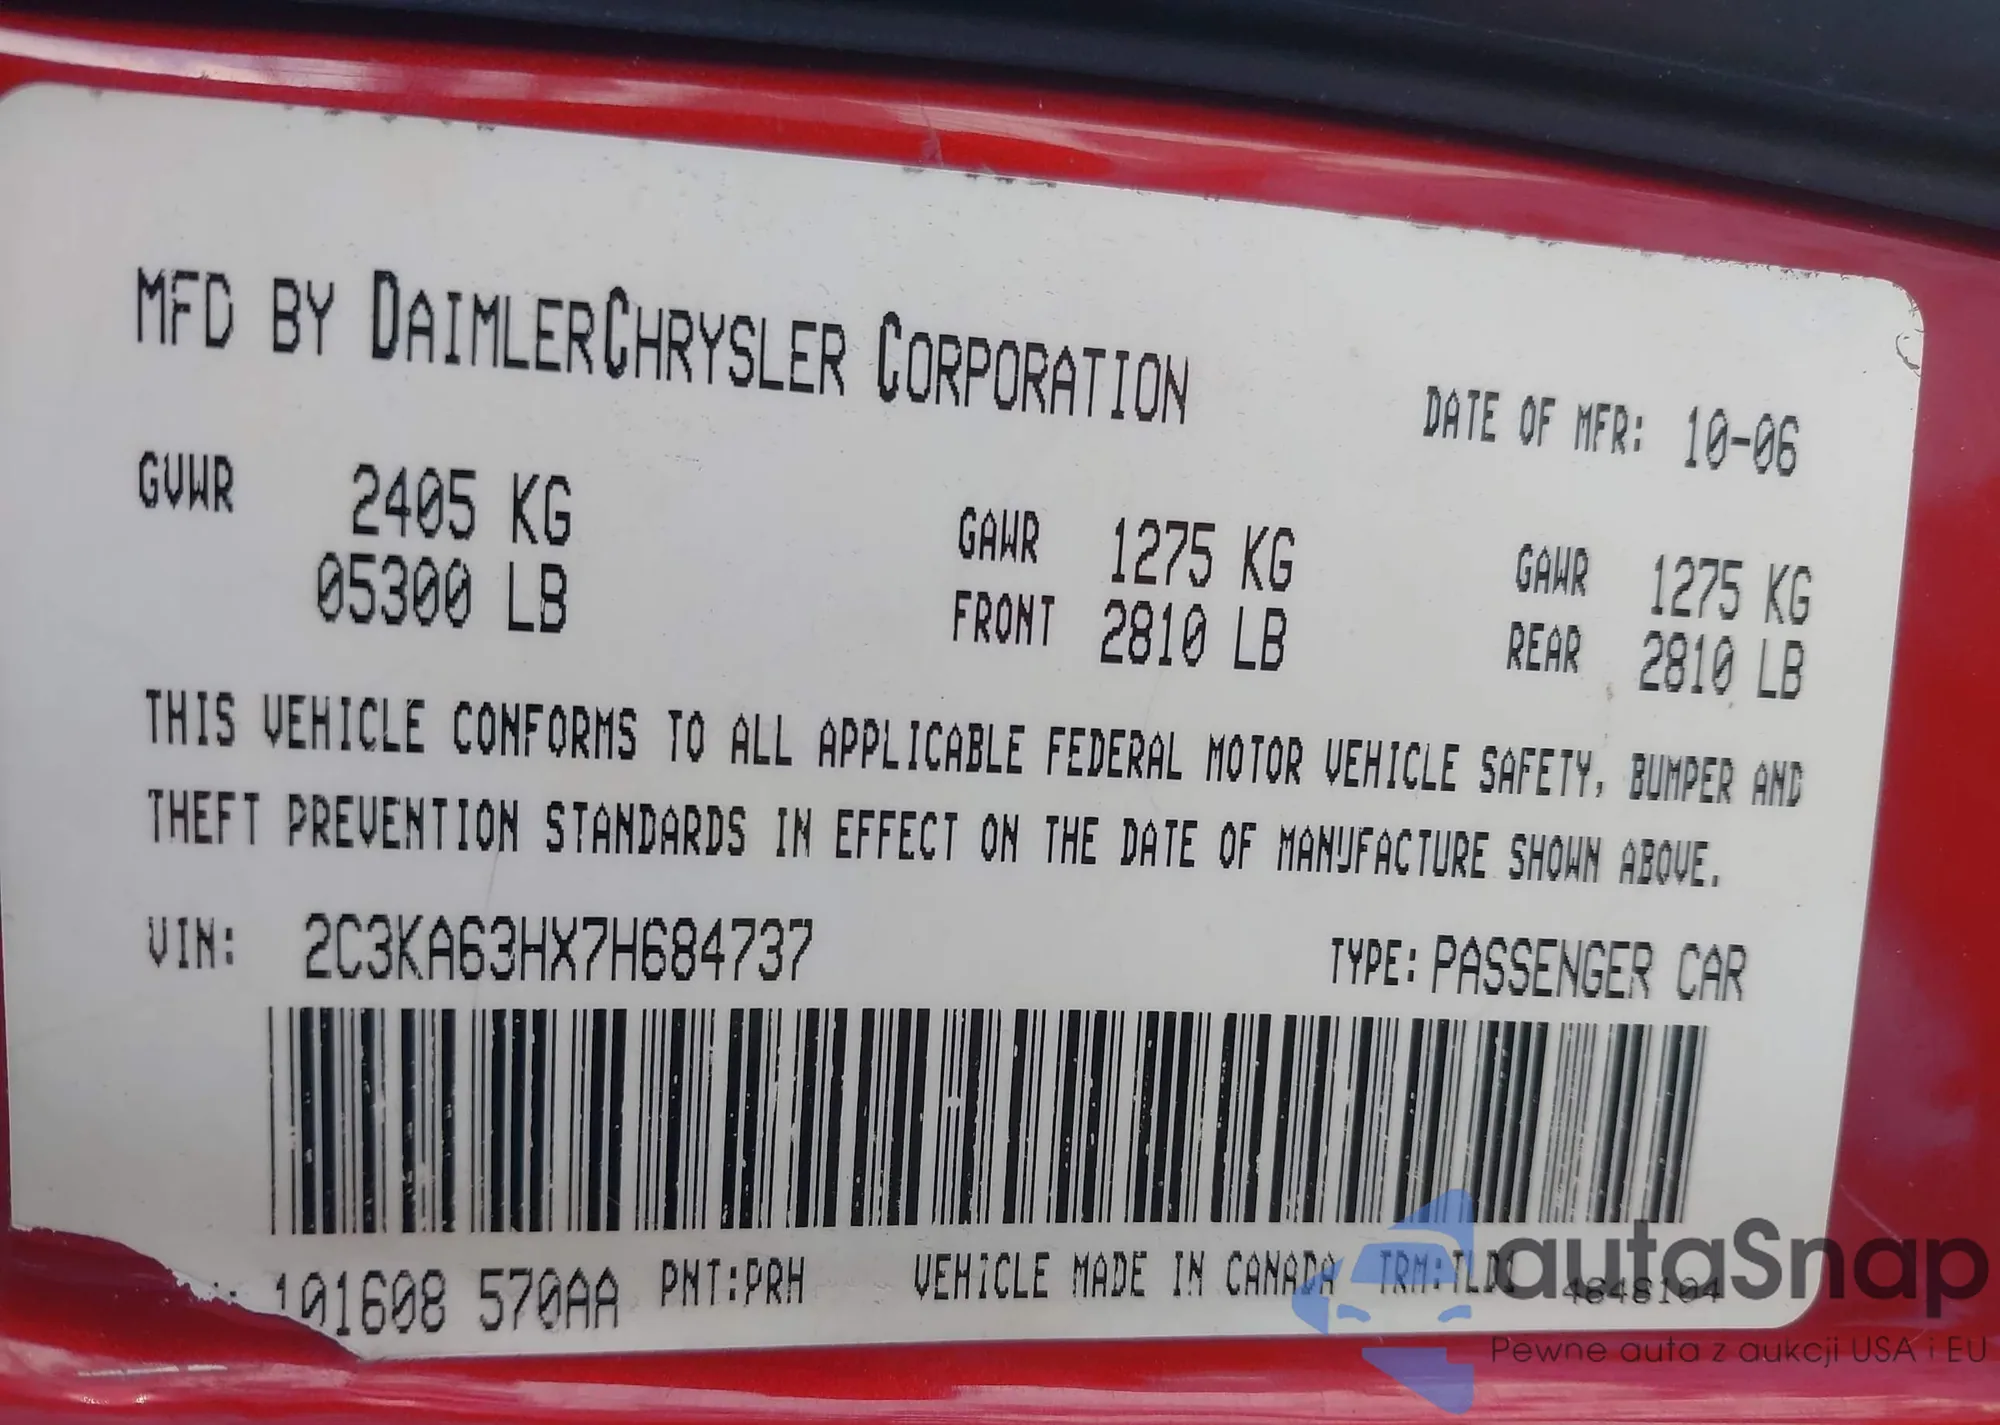 MFD BY DAIMLERCHRYSLER CORPORATION
DATE OF MFR: 10-06
GVWR 2405 KG
05300 LB
GAWR 1275 KG
FRONT 2810 LB
GAWR 1275 KG
REAR 2810 LB
THIS VEHICLE CONFORMS TO ALL APPLICABLE FEDERAL MOTOR VEHICLE SAFETY, BUMPER AND
THEFT PREVENTION STANDARDS IN EFFECT ON THE DATE OF MANUFACTURE SHOWN ABOVE.
VIN: 2C3KA63HX7H684737
TYPE: PASSENGER CAR
101608 570AA PNT:PRH VEHICLE MADE IN CANADA TRM:TLD1 4648104
autaSnap
Pewne auta z aukcji USA i EU